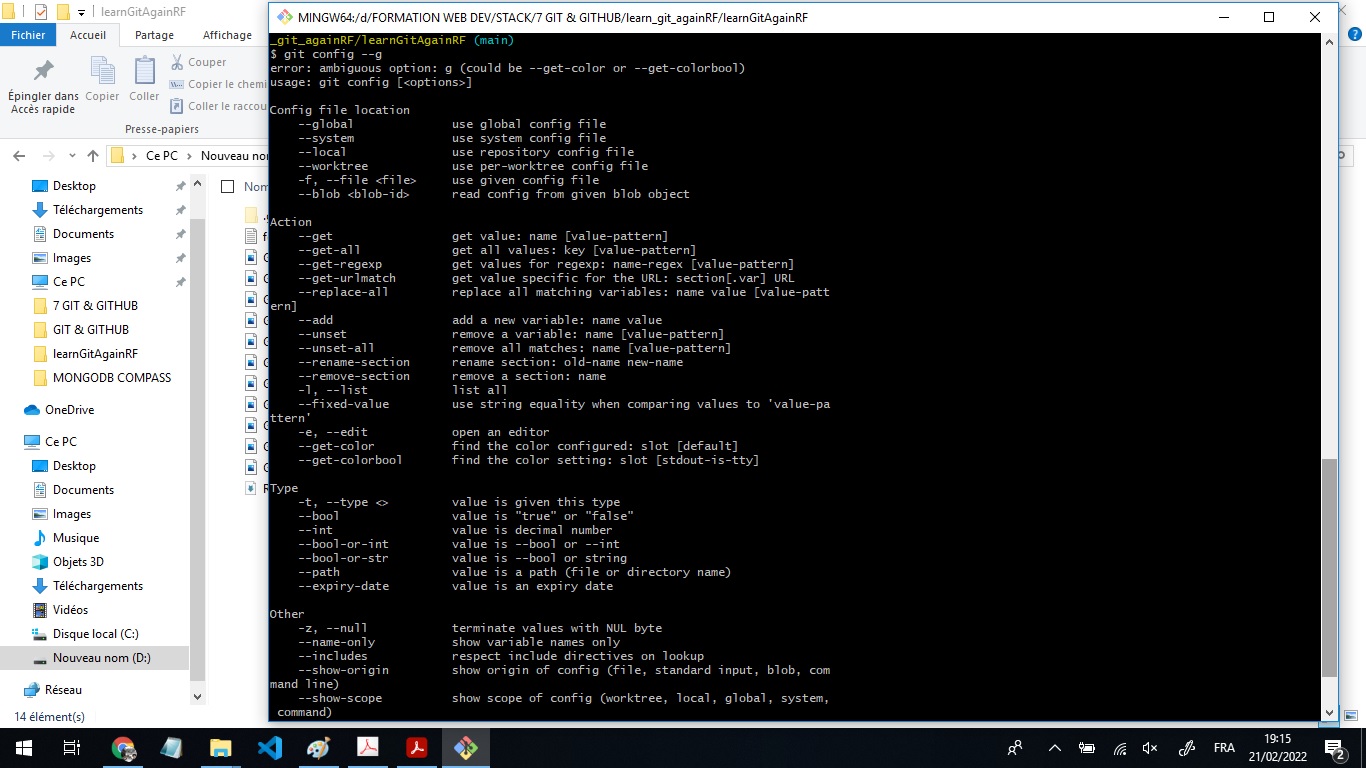 learnGitAgainRF
Fichier
Accueil
Partage
Affichage
Épingler dans
Accès rapide
Copier
Coller
Couper
Copier le chemi
Coller le raccou
Presse-papiers
Ce PC
Nouveau no
Desktop
Téléchargements
Documents
Images
Ce PC
7 GIT & GITHUB
GIT & GITHUB
learnGitAgainRF
MONGODB COMPASS
OneDrive
Ce PC
Desktop
Documents
Images
Musique
Objets 3D
Téléchargements
Vidéos
Disque local (C:)
Nouveau nom (D:)
Réseau
14 élément(s)
Nom
MINGW64:/d/FORMATION WEB DEV/STACK/7 GIT & GITHUB/learn_git_againRF/learnGitAgainRF
_git_againRF/learnGitAgainRF (main)
$ git config --g
error: ambiguous option: g (could be --get-color or --get-colorbool)
usage: git config [<options>]
Config file location
--global use global config file
--system use system config file
--local use repository config file
--worktree use per-worktree config file
-f, --file <file> use given config file
--blob <blob-id> read config from given blob object
Action
--get get value: name [value-pattern]
--get-all get all values: key [value-pattern]
--get-regexp get values for regexp: name-regex [value-pattern]
--get-urlmatch get value specific for the URL: section[.var] URL
--replace-all replace all matching variables: name value [value-patt
ern]
--add add a new variable: name value
--unset remove a variable: name [value-pattern]
--unset-all remove all matches: name [value-pattern]
--rename-section rename section: old-name new-name
--remove-section remove a section: name
-l, --list list all
--fixed-value use string equality when comparing values to 'value-pa
ttern'
-e, --edit open an editor
--get-color find the color configured: slot [default]
--get-colorbool find the color setting: slot [stdout-is-tty]
Type
-t, --type <> value is given this type
--bool value is "true" or "false"
--int value is decimal number
--bool-or-int value is --bool or --int
--bool-or-str value is --bool or string
--path value is a path (file or directory name)
--expiry-date value is an expiry date
Other
-z, --null terminate values with NUL byte
--name-only show variable names only
--includes respect include directives on lookup
--show-origin show origin of config (file, standard input, blob, com
mand line)
--show-scope show scope of config (worktree, local, global, system,
command)
FRA
19:15
21/02/2022
2